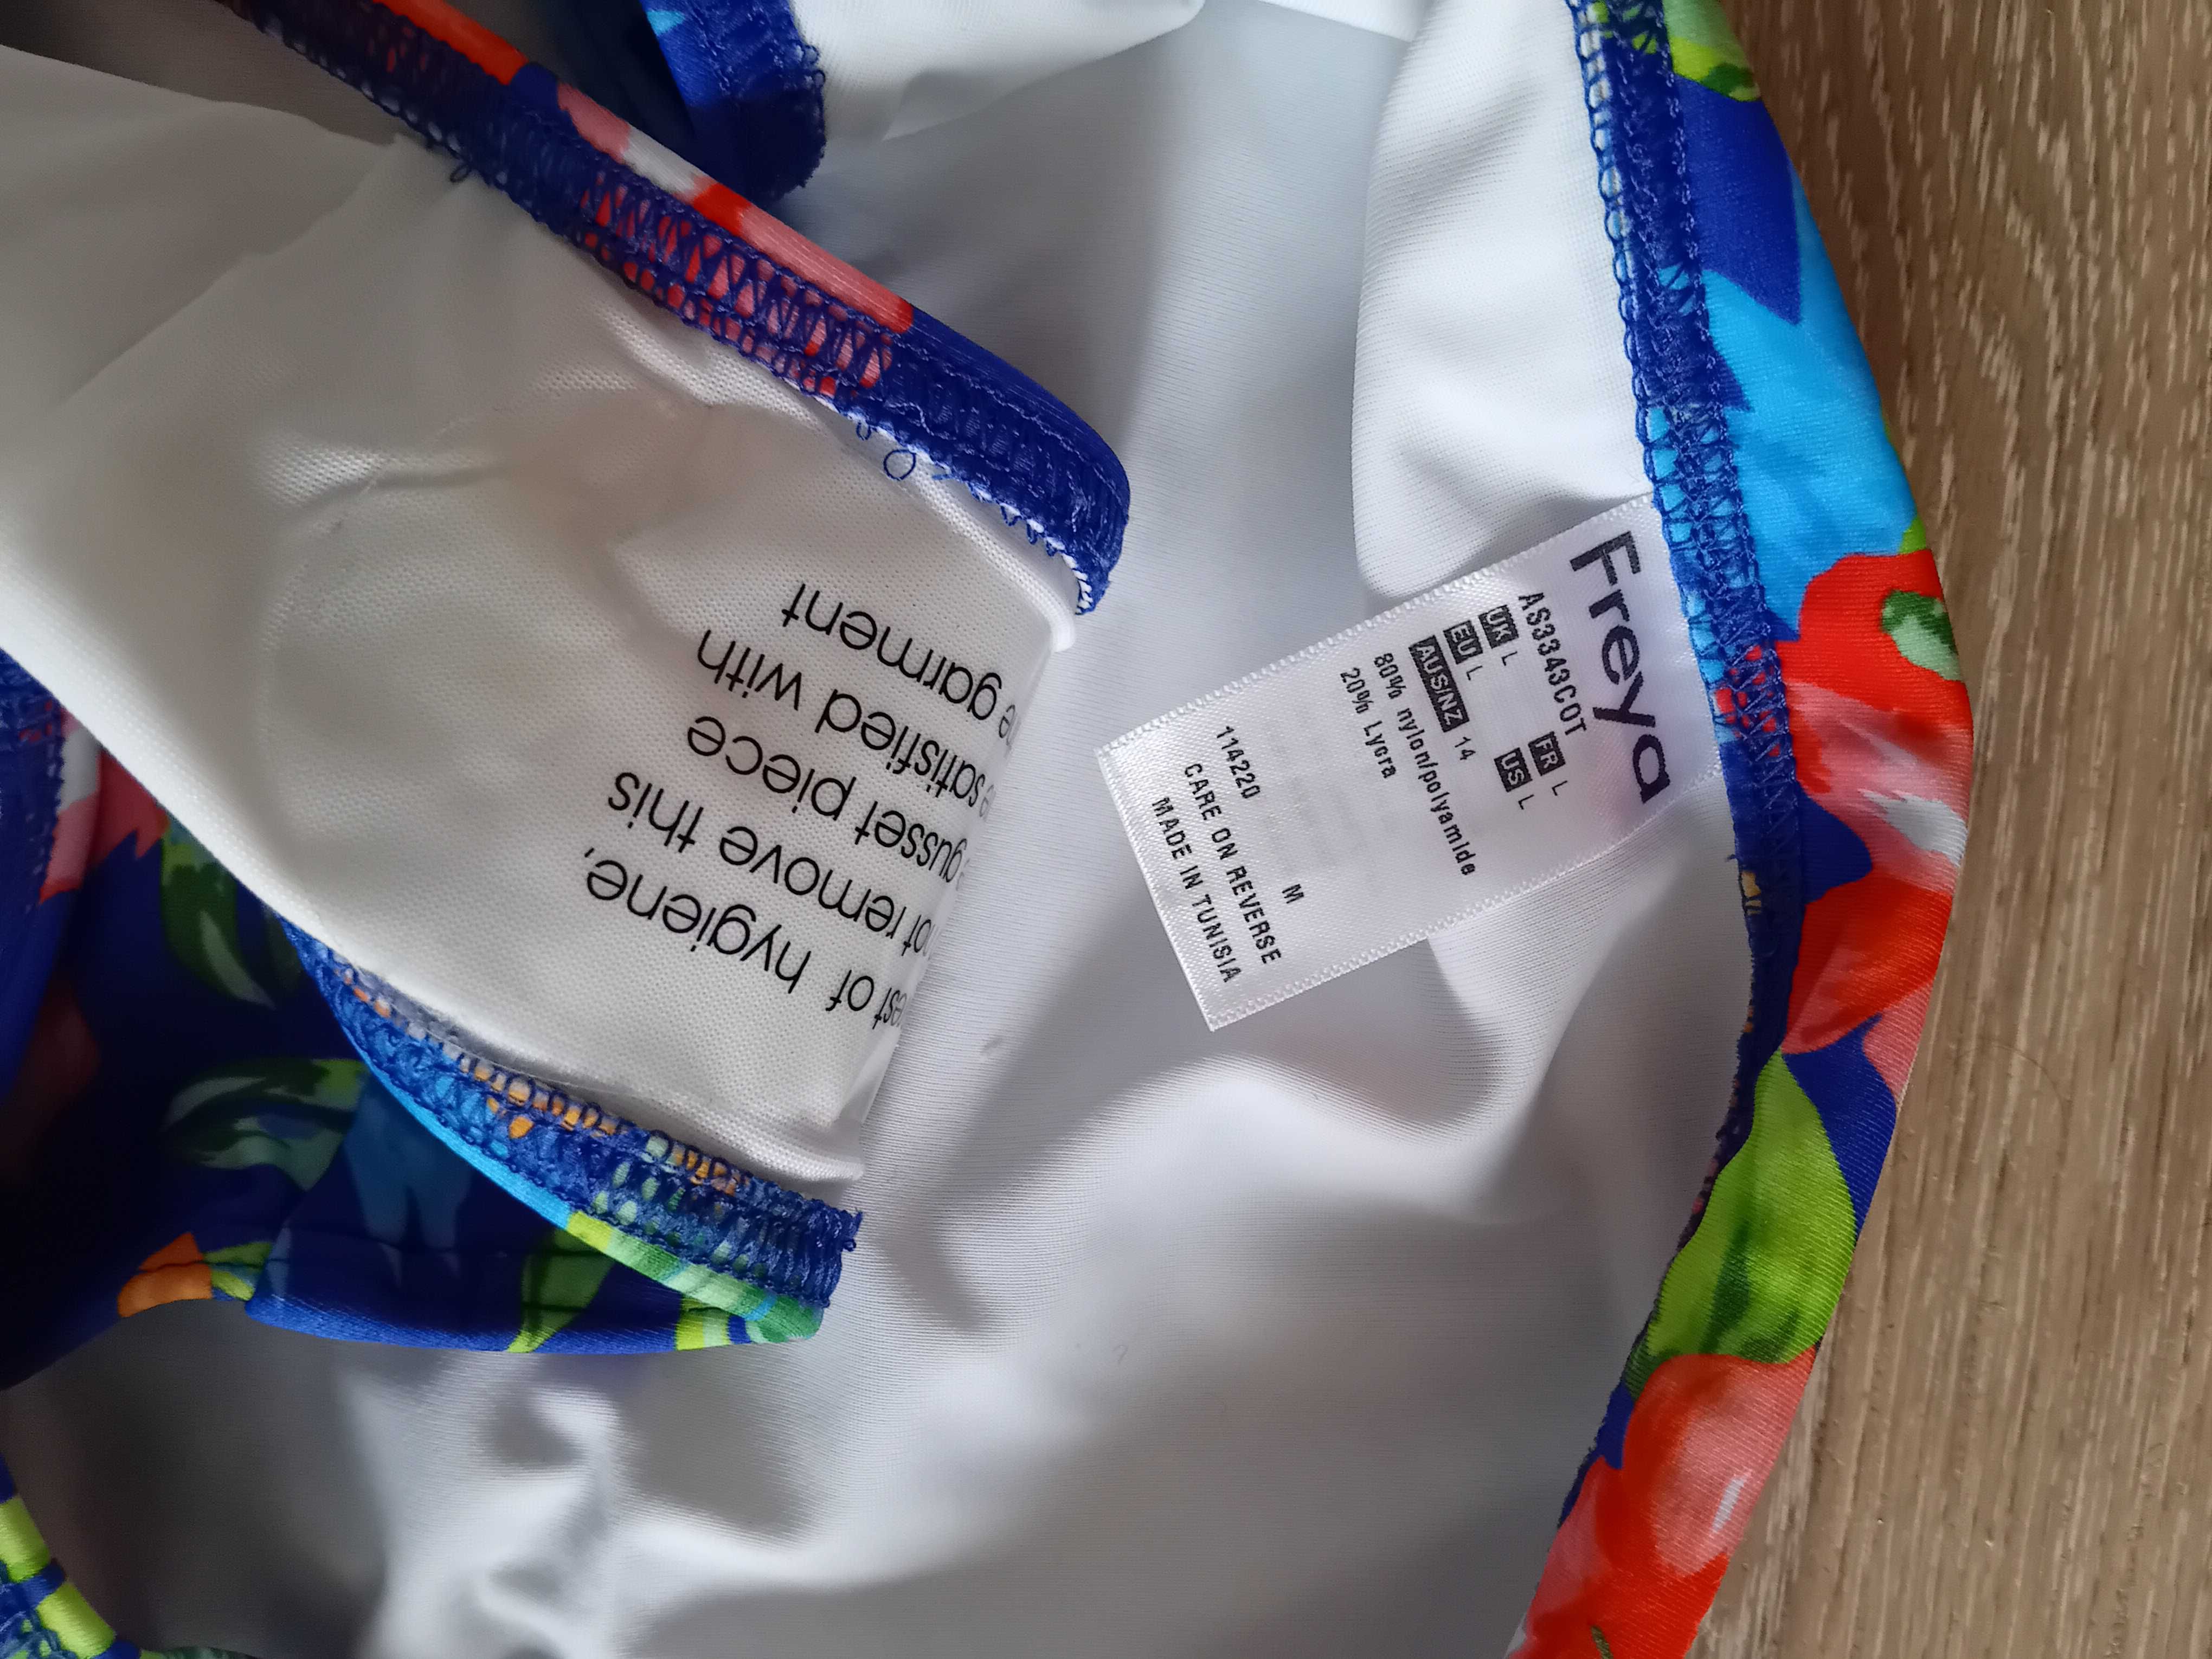 Freya
AS3343COT
UK L FR L
EU L US L
AUS/NZ 14
80% nylon/polyamide
20% Lycra
114220 M
CARE ON REVERSE
MADE IN TUNISIA
of hygiene,
remove this
gusset piece
satisfied with
garment